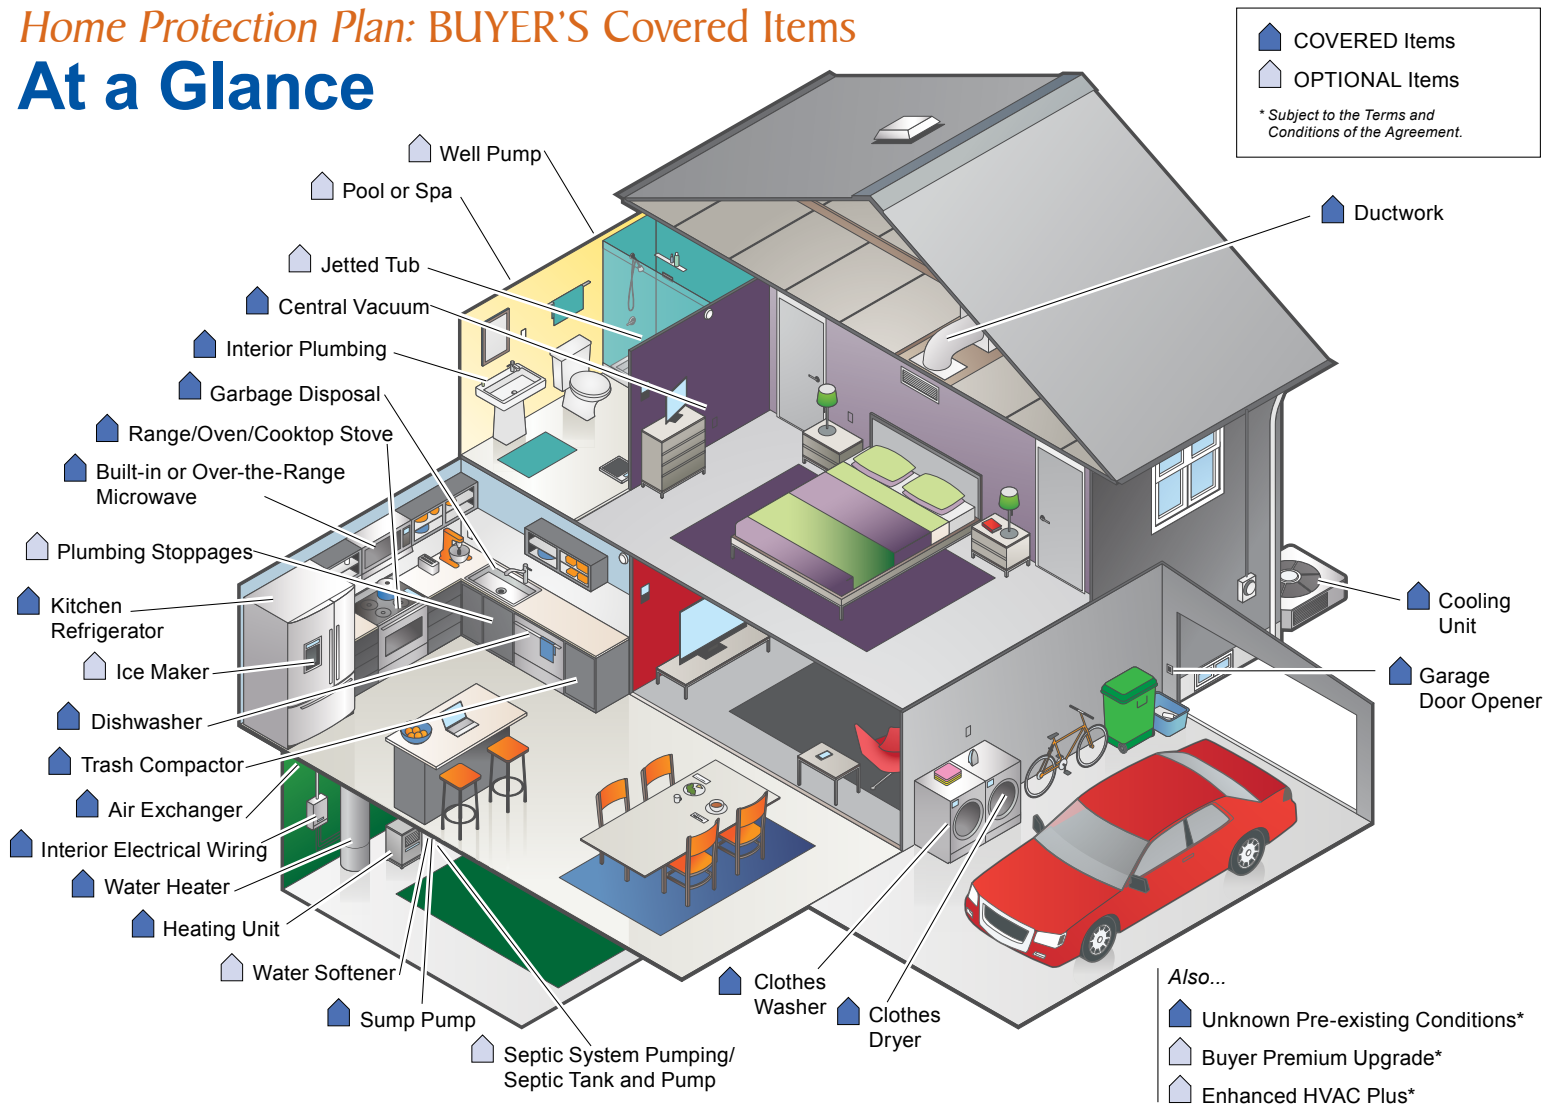 Home Protection Plan: BUYER'S Covered Items
At a Glance
COVERED Items
OPTIONAL Items
* Subject to the Terms and
Conditions of the Agreement.
Well Pump
Pool or Spa
Jetted Tub
Central Vacuum
Interior Plumbing
Garbage Disposal
Range/Oven/Cooktop Stove
Built-in or Over-the-Range
Microwave
Plumbing Stoppages
Kitchen
Refrigerator
Ice Maker
Dishwasher
Trash Compactor
Air Exchanger
Interior Electrical Wiring
Water Heater
Heating Unit
Water Softener
Sump Pump
Septic System Pumping/
Septic Tank and Pump
Clothes
Washer
Clothes
Dryer
Ductwork
Cooling
Unit
Garage
Door Opener
Also...
Unknown Pre-existing Conditions*
Buyer Premium Upgrade*
Enhanced HVAC Plus*